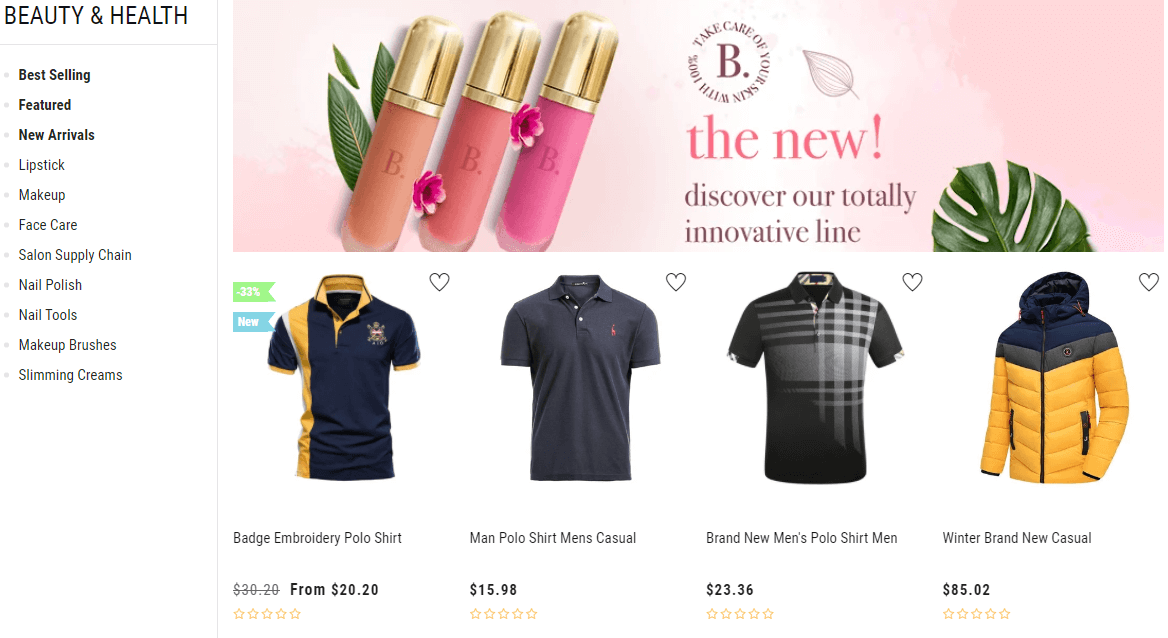 BEAUTY & HEALTH
Best Selling
Featured
New Arrivals
Lipstick
Makeup
Face Care
Salon Supply Chain
Nail Polish
Nail Tools
Makeup Brushes
Slimming Creams
B.
B.
B.
TAKE CARE OF YOUR SKIN WITH 100%
B.
the new!
discover our totally
innovative line
-33%
New
Badge Embroidery Polo Shirt
Man Polo Shirt Mens Casual
Brand New Men's Polo Shirt Men
Winter Brand New Casual
$30.20 From $20.20
$15.98
$23.36
$85.02